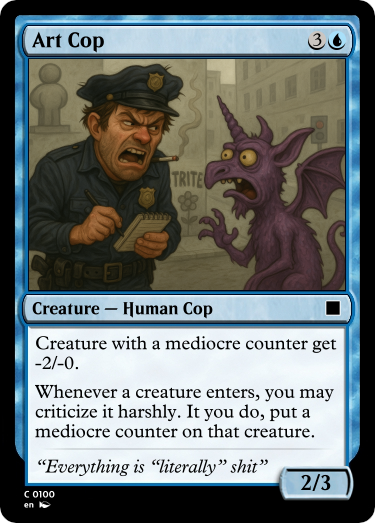 Art Cop 3
TRITE
Creature — Human Cop
Creature with a mediocre counter get
-2/-0.
Whenever a creature enters, you may
criticize it harshly. It you do, put a
mediocre counter on that creature.
“Everything is “literally” shit”
2/3
C 0100
en